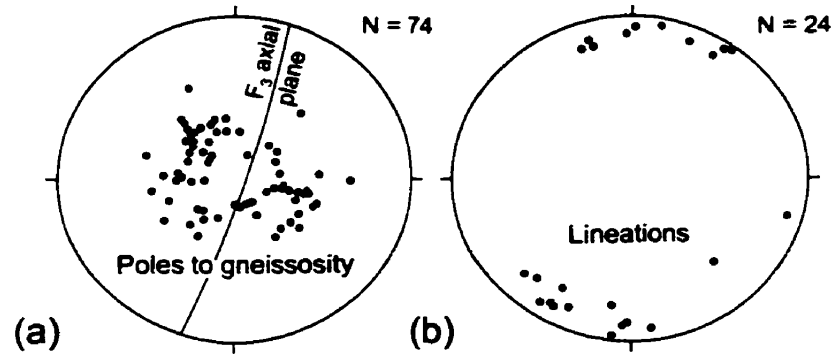 N = 74
F3 axial
plane
Poles to gneissosity
(a)
N = 24
Lineations
(b)